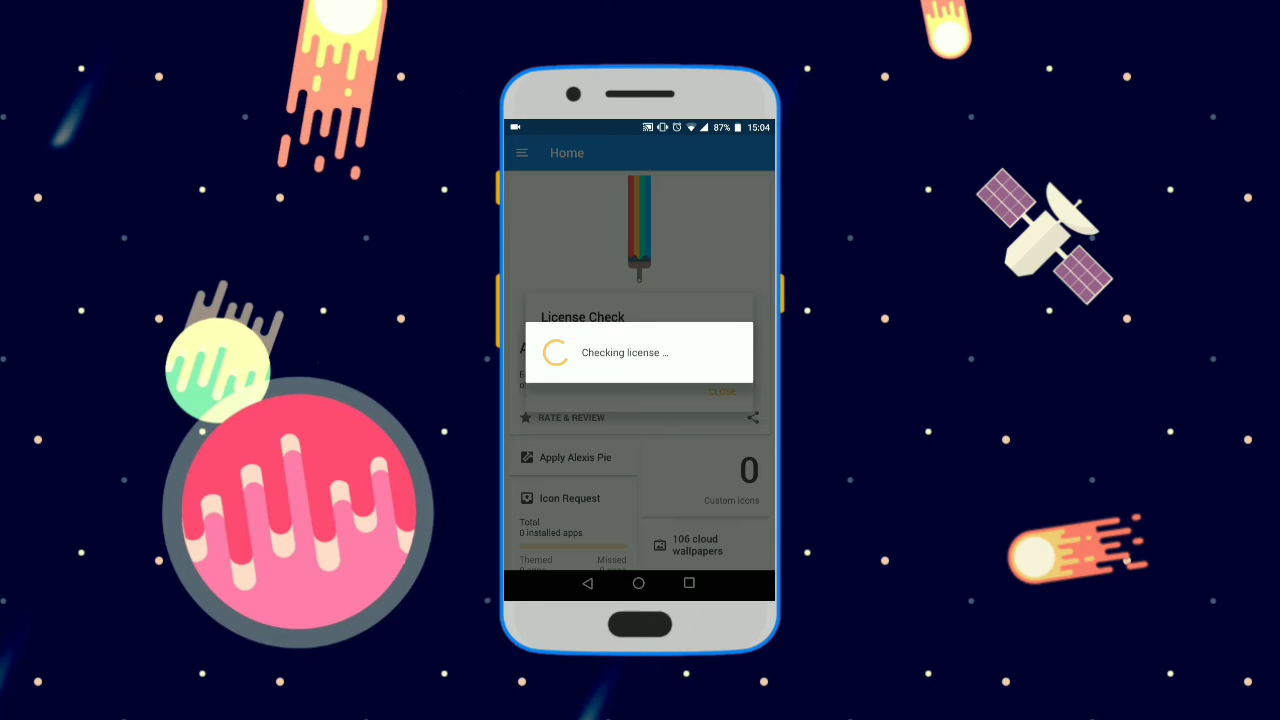 87% 15:04
Home
License Check
Checking license ...
CLOSE
RATE & REVIEW
Apply Alexis Pie
0
Custom icons
Icon Request
Total
0 installed apps
106 cloud
wallpapers
Themed Missed